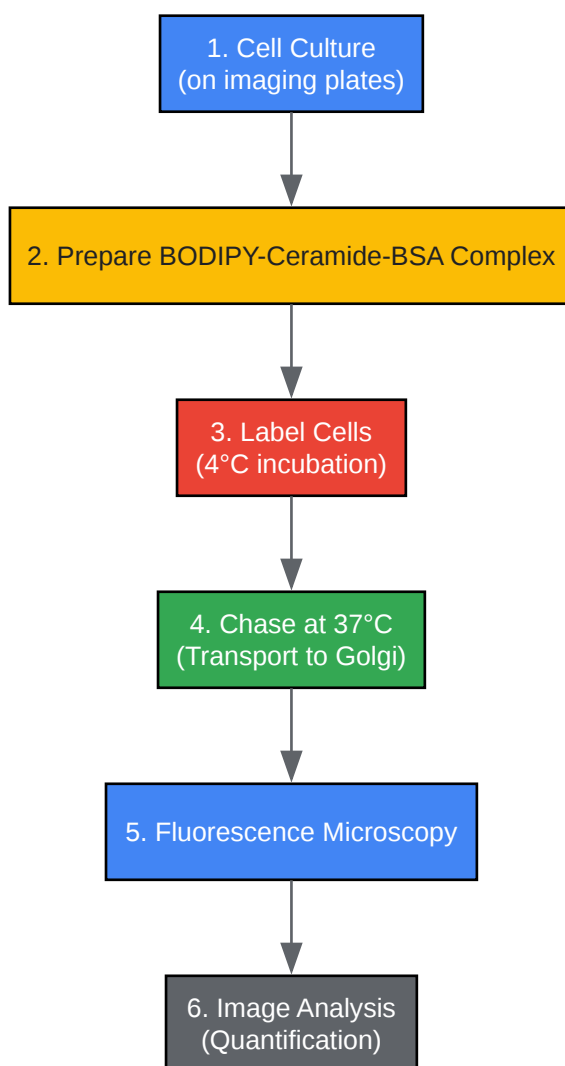 1. Cell Culture
(on imaging plates)
2. Prepare BODIPY-Ceramide-BSA Complex
3. Label Cells
(4°C incubation)
4. Chase at 37°C
(Transport to Golgi)
5. Fluorescence Microscopy
6. Image Analysis
(Quantification)